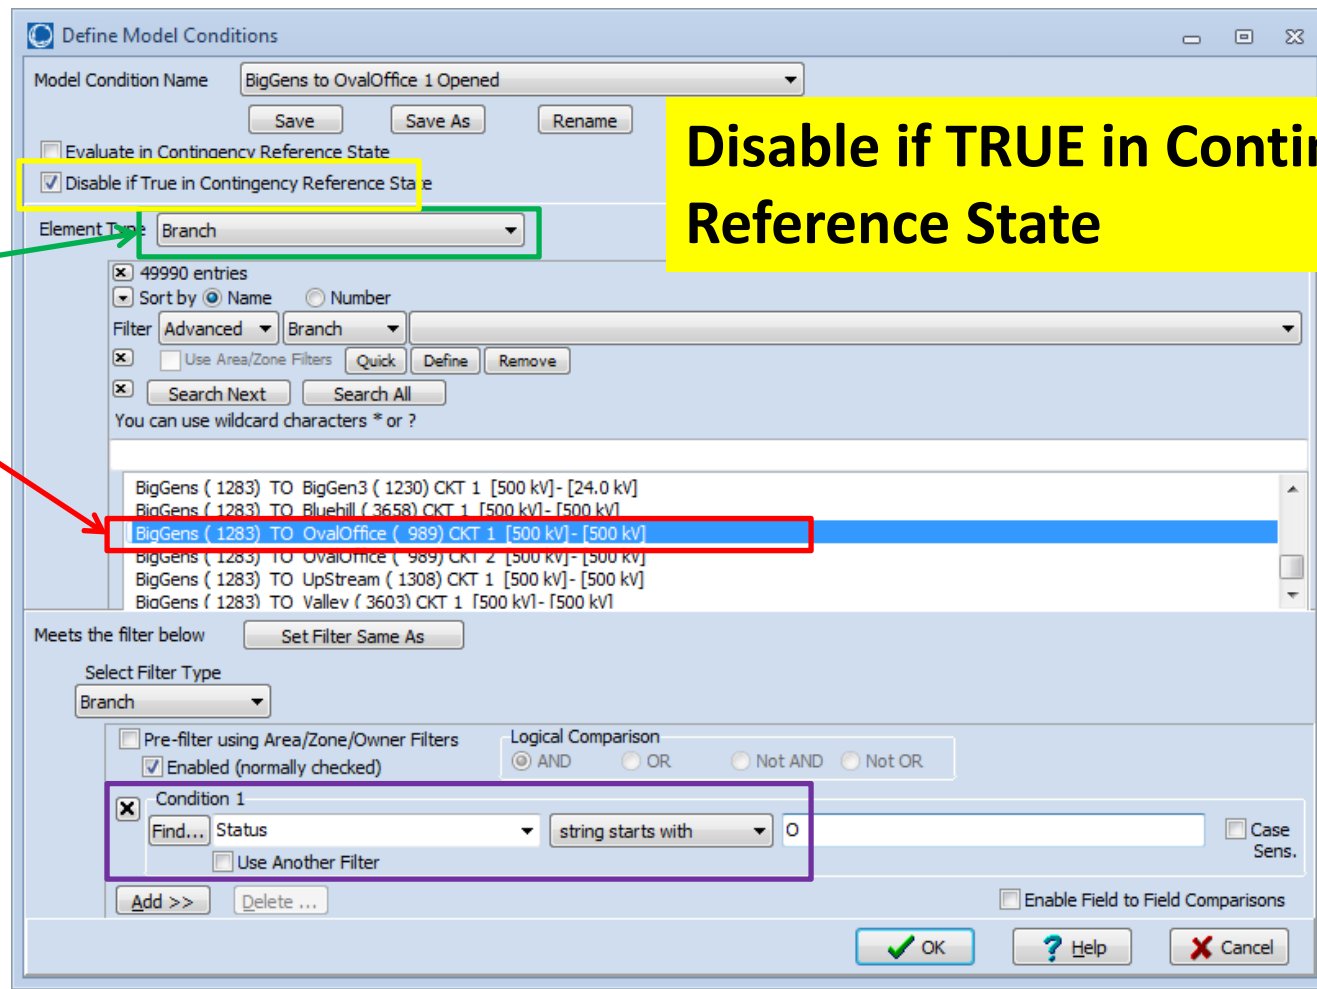 Define Model Conditions
Model Condition Name BigGens to OvalOffice 1 Opened
Save Save As Rename
Evaluate in Contingency Reference State
Disable if True in Contingency Reference State
Disable if TRUE in Contin
Reference State
Element Type Branch
49990 entries
Sort by Name Number
Filter Advanced Branch
Use Area/Zone Filters Quick Define Remove
Search Next Search All
You can use wildcard characters * or ?
BigGens ( 1283) TO BigGen3 ( 1230) CKT 1 [500 kV]- [24.0 kV]
BigGens ( 1283) TO Bluehill ( 3658) CKT 1 [500 kV]- [500 kV]
BigGens ( 1283) TO OvalOffice ( 989) CKT 1 [500 kV]- [500 kV]
BigGens ( 1283) TO OvalOffice ( 989) CKT 2 [500 kV]- [500 kV]
BigGens ( 1283) TO UpStream ( 1308) CKT 1 [500 kV]- [500 kV]
BigGens ( 1283) TO Valley ( 3603) CKT 1 [500 kV]- [500 kV]
Meets the filter below Set Filter Same As
Select Filter Type
Branch
Pre-filter using Area/Zone/Owner Filters Logical Comparison
Enabled (normally checked) AND OR Not AND Not OR
Condition 1
Find... Status string starts with O Case
Use Another Filter Sens.
Add >> Delete ... Enable Field to Field Comparisons
OK Help Cancel